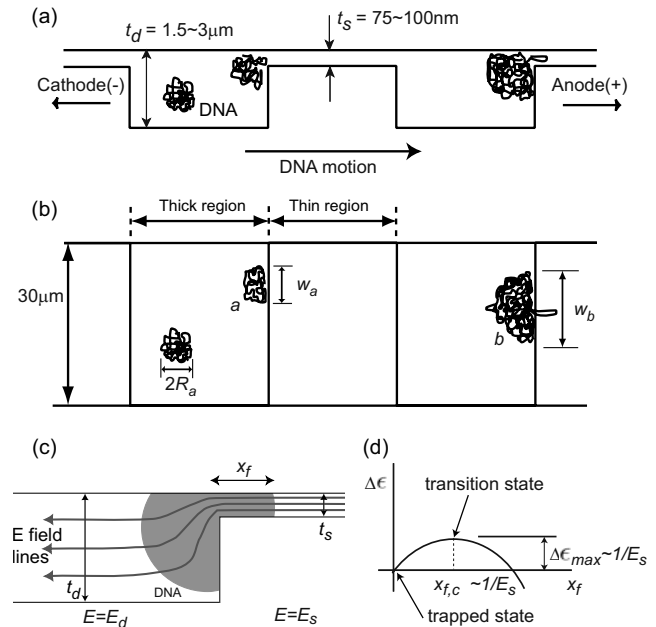 (a)
t_d = 1.5~3μm
t_s = 75~100nm
Cathode(-)
DNA
Anode(+)
DNA motion
Thick region
Thin region
(b)
30μm
a
w_a
2R_a
b
w_b
(c)
x_f
E field
lines
t_s
t_d
DNA
E=E_d
E=E_s
(d)
Δϵ
transition state
Δϵ_max~1/E_s
x_f,c ~1/E_s
x_f
trapped state